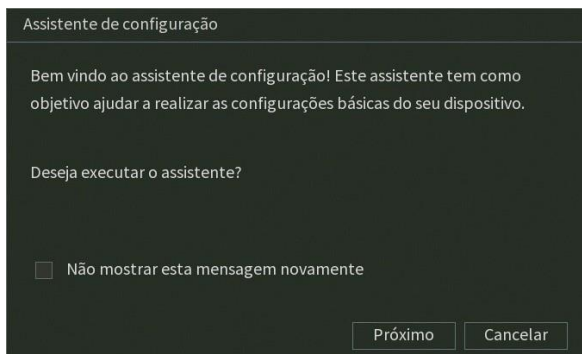 Assistente de configuração
Bem vindo ao assistente de configuração! Este assistente tem como
objetivo ajudar a realizar as configurações básicas do seu dispositivo.
Deseja executar o assistente?
Não mostrar esta mensagem novamente
Próximo Cancelar